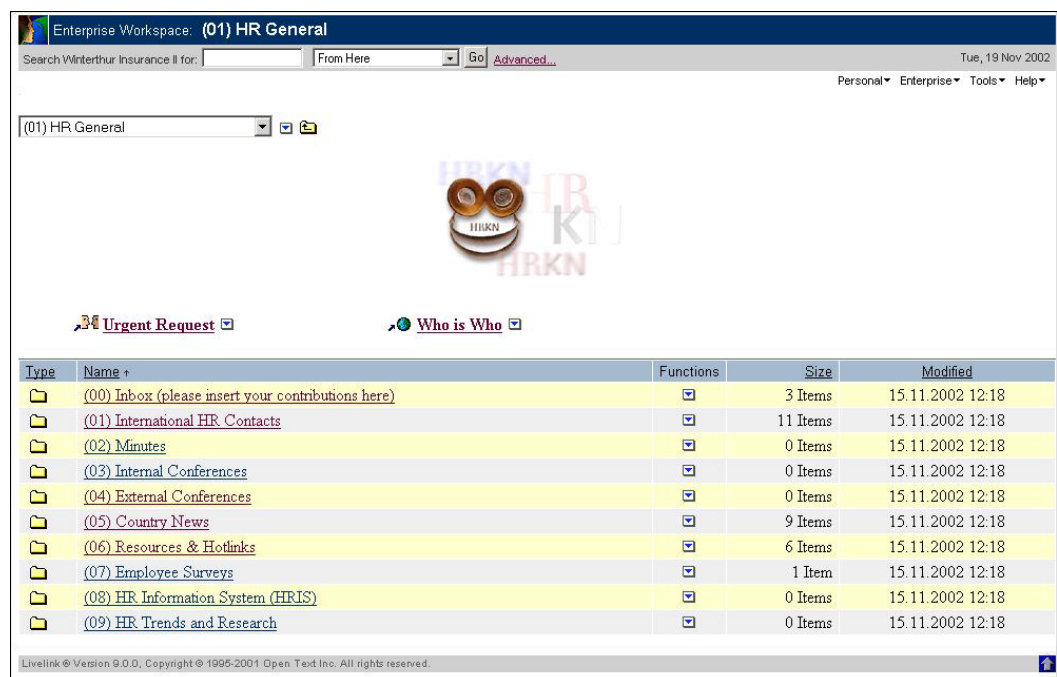 Enterprise Workspace: (01) HR General
Search Winterthur Insurance II for: From Here Go Advanced... Tue, 19 Nov 2002
Personal Enterprise Tools Help
(01) HR General
HRKN
HR
KN
HRKN
HRKN
Urgent Request Who is Who
Type Name Functions Size Modified
(00) Inbox (please insert your contributions here) 3 Items 15.11.2002 12:18
(01) International HR Contacts 11 Items 15.11.2002 12:18
(02) Minutes 0 Items 15.11.2002 12:18
(03) Internal Conferences 0 Items 15.11.2002 12:18
(04) External Conferences 0 Items 15.11.2002 12:18
(05) Country News 9 Items 15.11.2002 12:18
(06) Resources & Hotlinks 6 Items 15.11.2002 12:18
(07) Employee Surveys 1 Item 15.11.2002 12:18
(08) HR Information System (HRIS) 0 Items 15.11.2002 12:18
(09) HR Trends and Research 0 Items 15.11.2002 12:18
Livelink ® Version 9.0.0, Copyright © 1995-2001 Open Text Inc. All rights reserved.